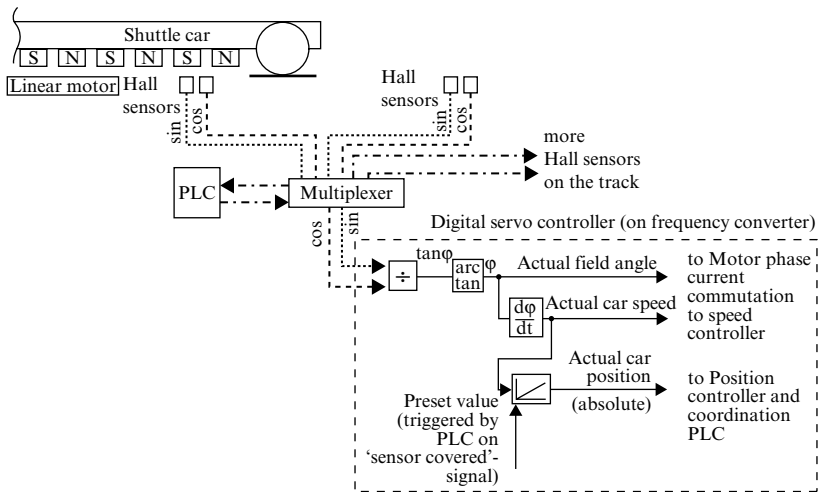 Shuttle car
S N S N S N
Linear motor
Hall
sensors
sin
cos
Hall
sensors
sin
cos
more
Hall sensors
on the track
PLC
Multiplexer
cos
sin
Digital servo controller (on frequency converter)
÷
tanφ
arc
tan
φ
Actual field angle
to Motor phase
current
commutation
dφ
dt
Actual car speed
to speed
controller
Actual car
position
(absolute)
to Position
controller and
coordination
PLC
Preset value
(triggered by
PLC on
‘sensor covered’-
signal)